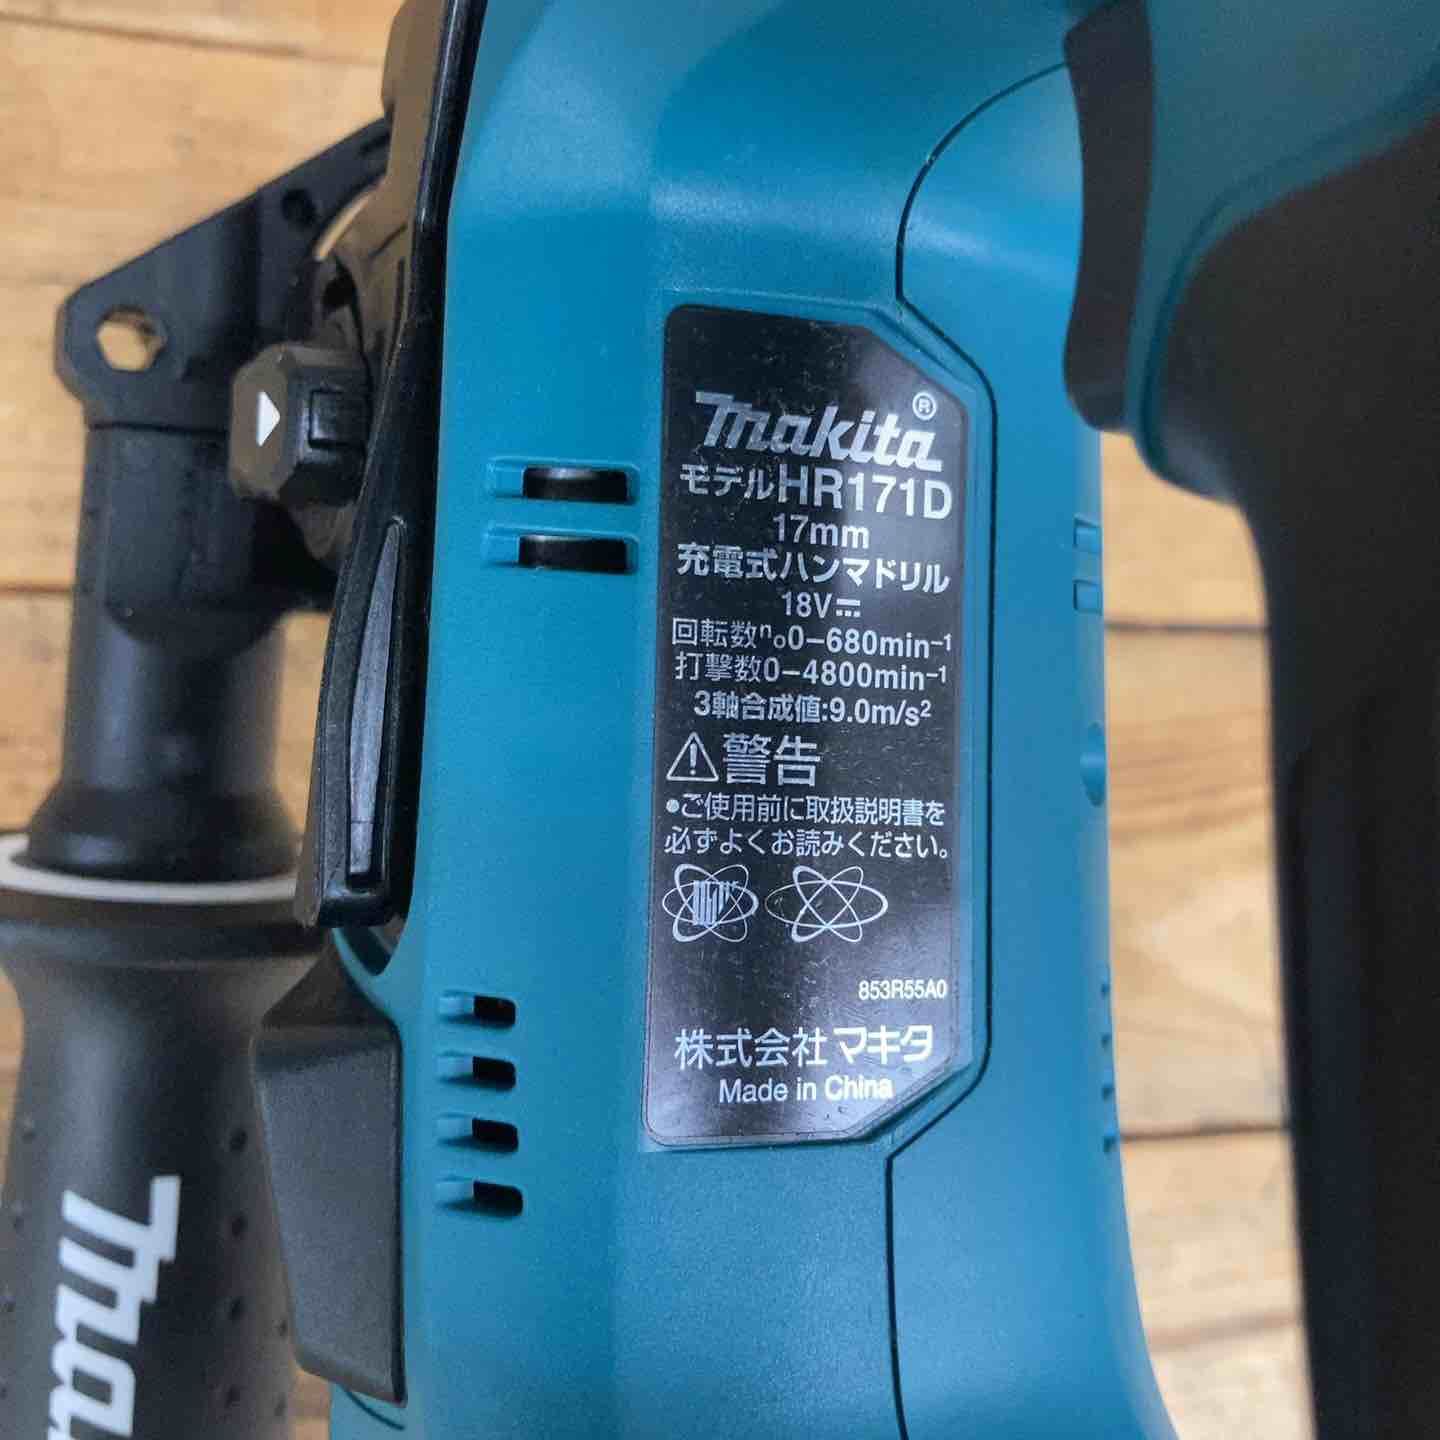 makita®
モデルHR171D
17mm
充電式ハンマドリル
18V⎓
回転数n₀0−680min⁻¹
打撃数0−4800min⁻¹
3軸合成値:9.0m/s²
⚠警告
●ご使用前に取扱説明書を
必ずよくお読みください。
853R55A0
株式会社マキタ
Made in China